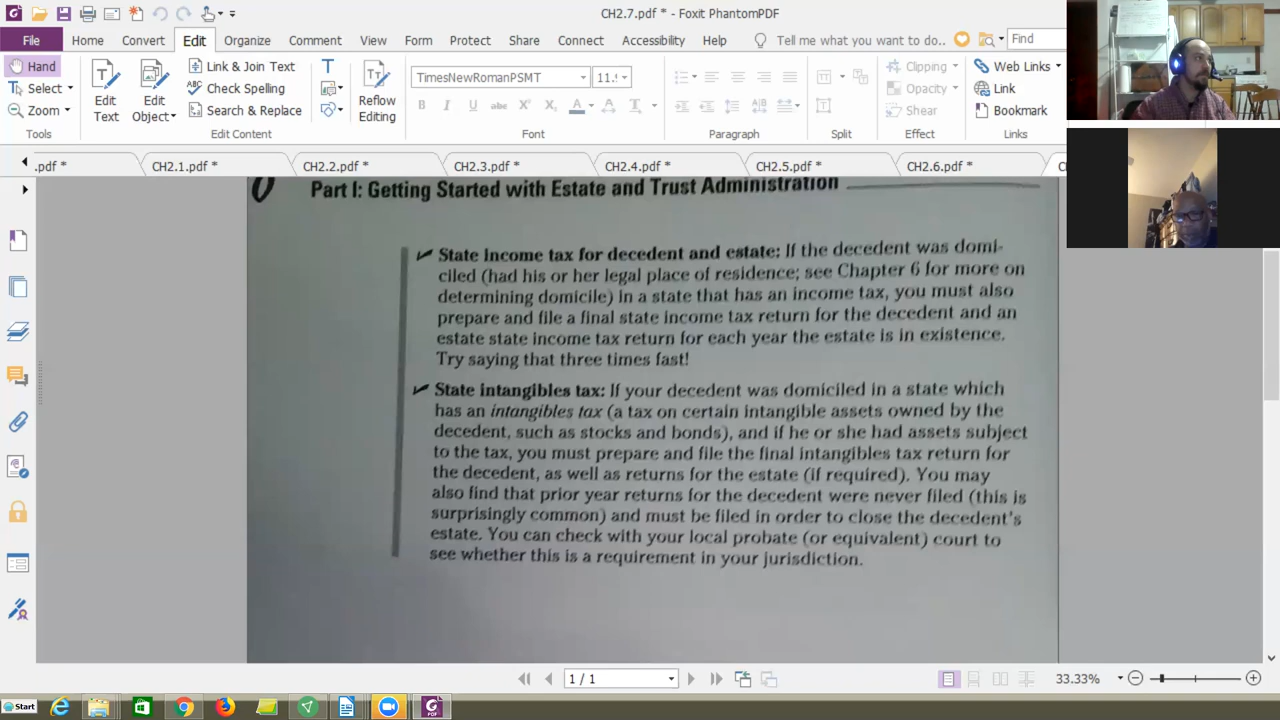 CH2.7.pdf * - Foxit PhantomPDF
File Home Convert Edit Organize Comment View Form Protect Share Connect Accessibility Help Tell me what you want to do.. Find
Hand
Select
Zoom
Tools
Edit Text
Edit Object
Link & Join Text
Check Spelling
Search & Replace
Edit Content
Reflow Editing
TimesNewRomanPSMT
B I U abc X² X₂ A
Font
Paragraph
Split
Clipping
Opacity
Shear
Effect
Web Links
Link
Bookmark
Links
.pdf * CH2.1.pdf * CH2.2.pdf * CH2.3.pdf * CH2.4.pdf * CH2.5.pdf * CH2.6.pdf *
Part I: Getting Started with Estate and Trust Administration
State income tax for decedent and estate: If the decedent was domi-
ciled (had his or her legal place of residence; see Chapter 6 for more on
determining domicile) in a state that has an income tax, you must also
prepare and file a final state income tax return for the decedent and an
estate state income tax return for each year the estate is in existence.
Try saying that three times fast!
State intangibles tax: If your decedent was domiciled in a state which
has an intangibles tax (a tax on certain intangible assets owned by the
decedent, such as stocks and bonds), and if he or she had assets subject
to the tax, you must prepare and file the final intangibles tax return for
the decedent, as well as returns for the estate (if required). You may
also find that prior year returns for the decedent were never filed (this is
surprisingly common) and must be filed in order to close the decedent's
estate. You can check with your local probate (or equivalent) court to
see whether this is a requirement in your jurisdiction.
1 / 1
33.33%
Start